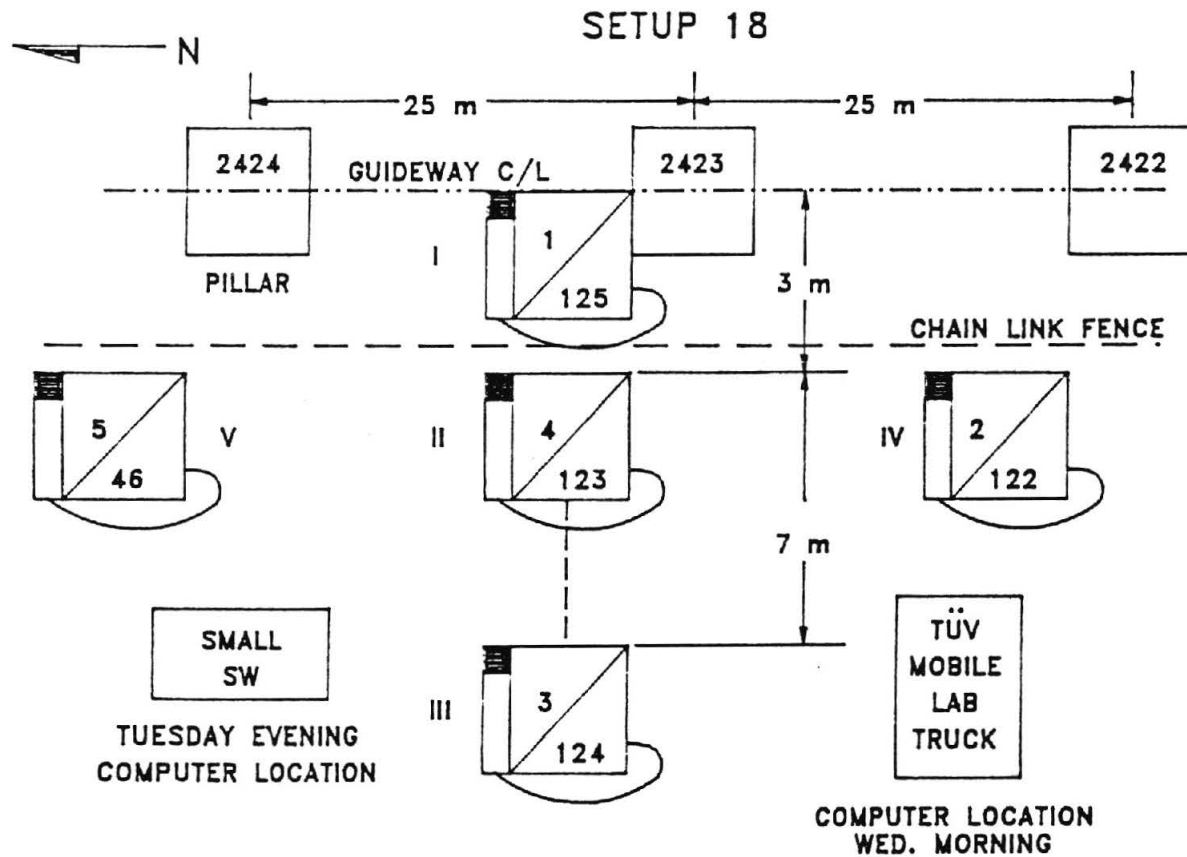 SETUP 18
N
25 m
25 m
2424
2423
2422
GUIDEWAY C/L
I
1
125
3 m
PILLAR
CHAIN LINK FENCE
5
46
V
II
4
123
IV
2
122
7 m
SMALL
SW
TUESDAY EVENING
COMPUTER LOCATION
III
3
124
TÜV
MOBILE
LAB
TRUCK
COMPUTER LOCATION
WED. MORNING